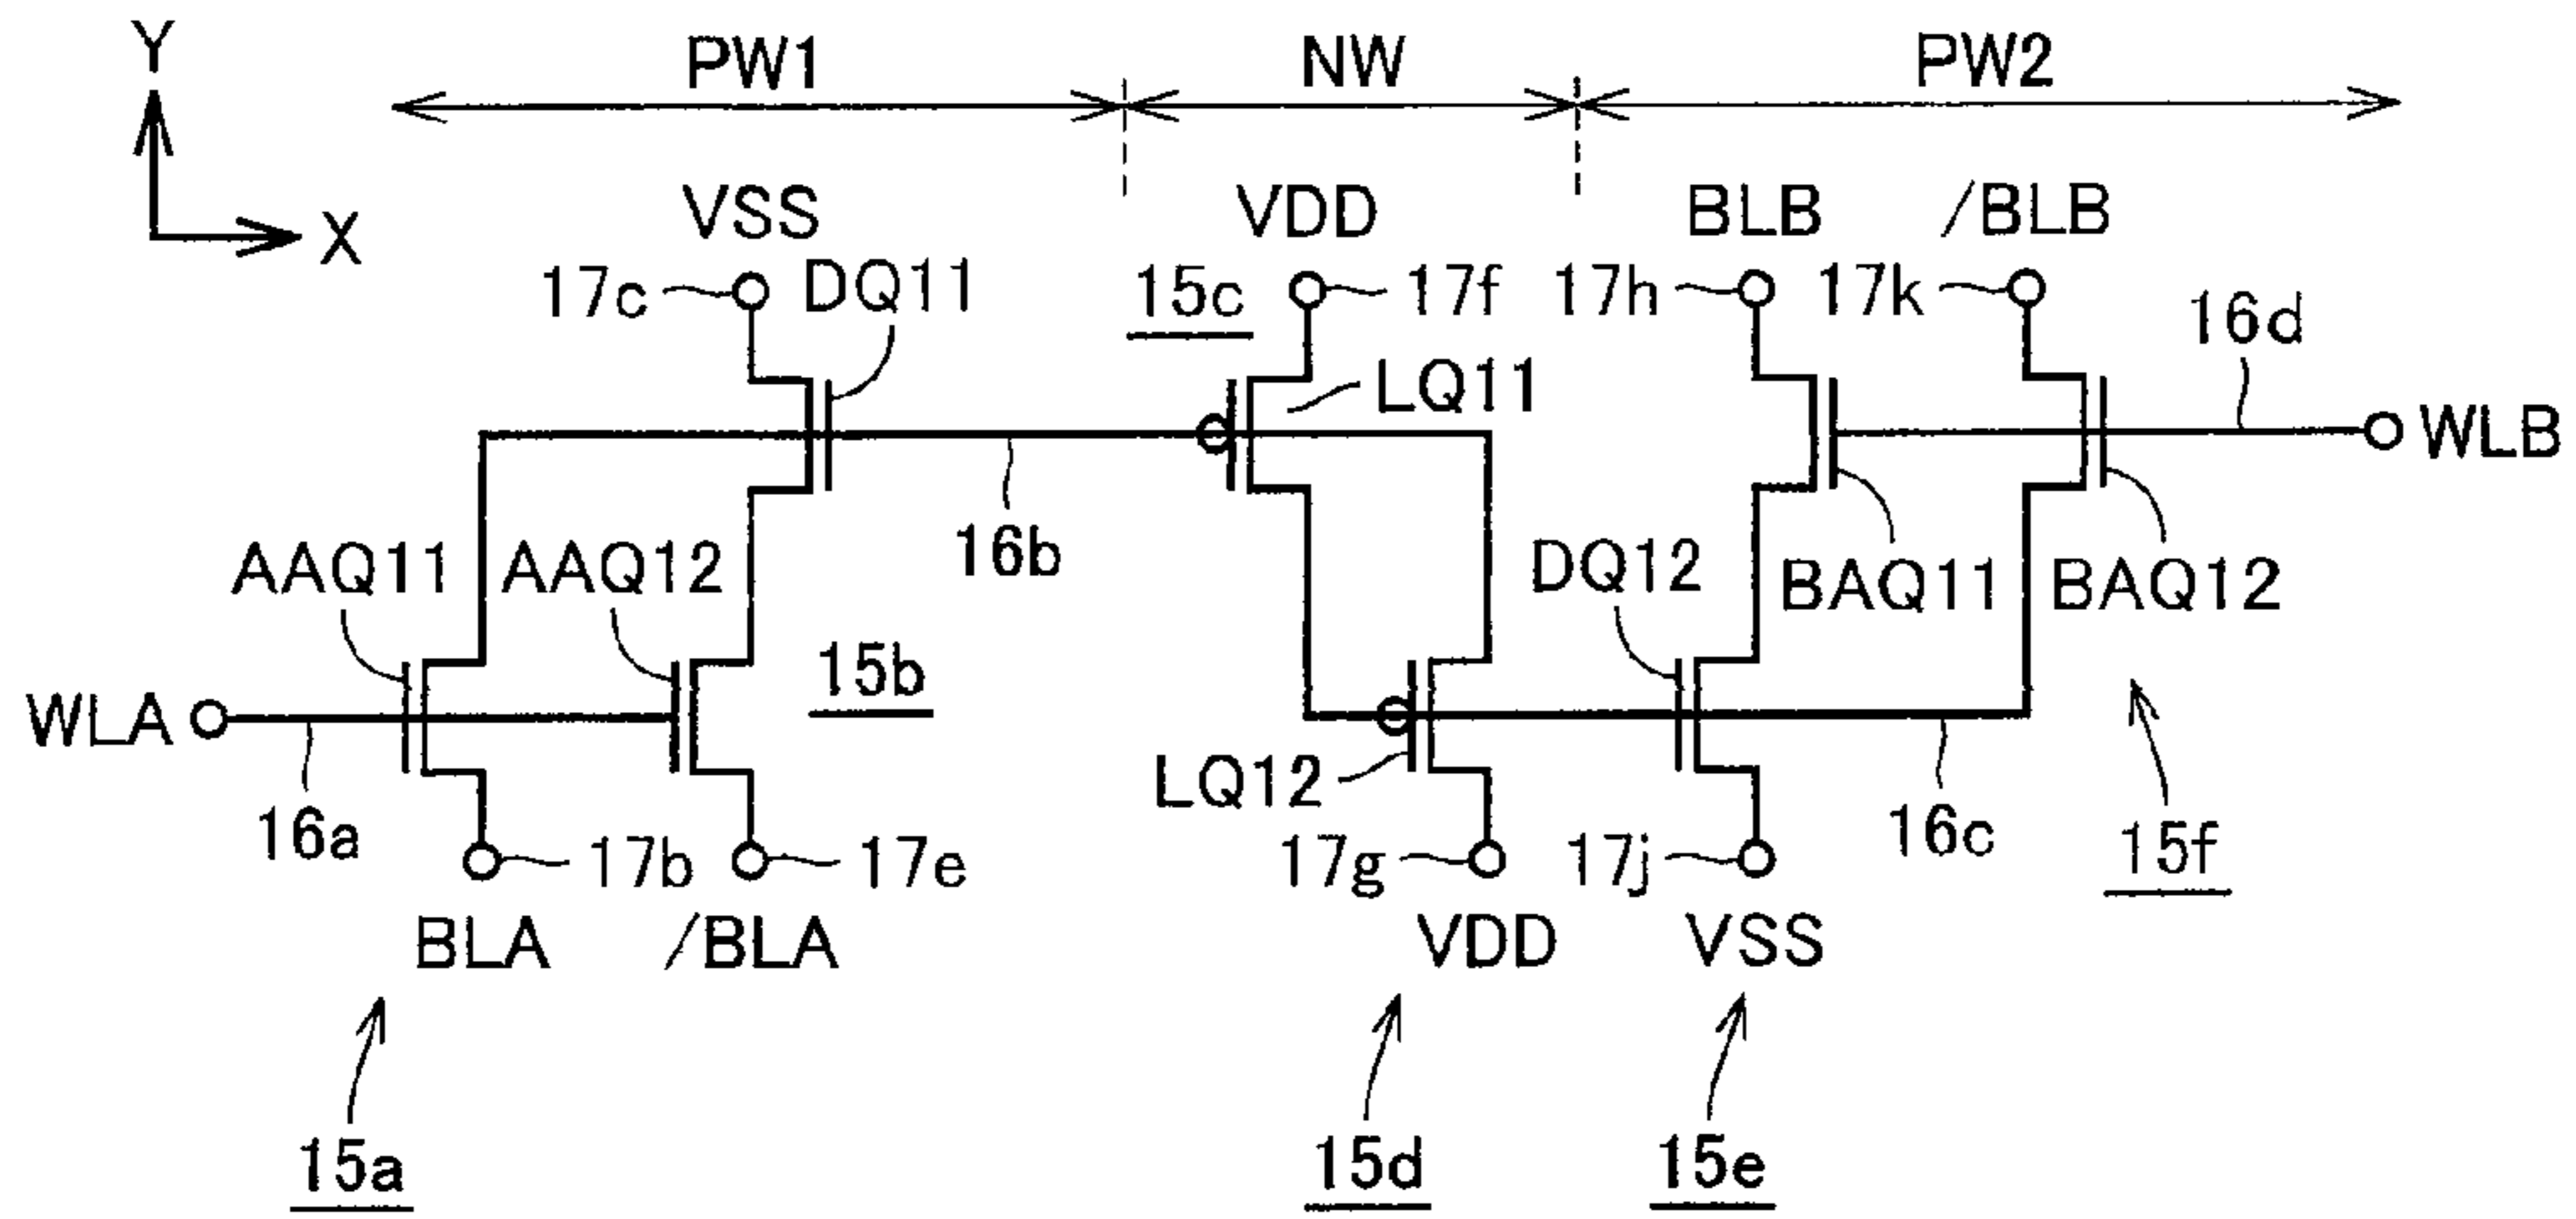 Y
PW1 NW PW2
X
VSS VDD BLB /BLB
17c DQ11 15c 17f 17h 17k
16d
LQ11
WLB
16b
AAQ11 AAQ12 DQ12 BAQ11 BAQ12
15b
WLA
LQ12
16a 16c
17b 17e 17g 17j 15f
BLA /BLA VDD VSS
15a 15d 15e